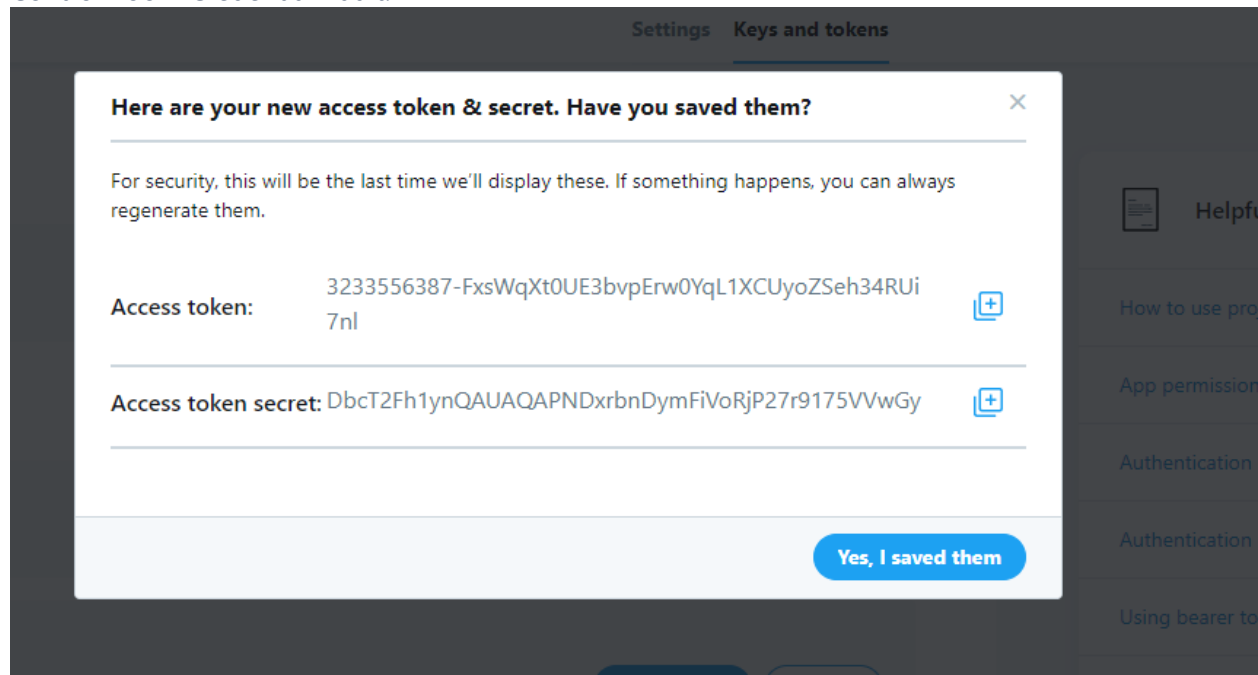 Settings Keys and tokens
Here are your new access token & secret. Have you saved them?
For security, this will be the last time we'll display these. If something happens, you can always
regenerate them.
Helpfu
Access token: 3233556387-FxsWqXt0UE3bvpErw0YqL1XCUyoZSeh34RUi
7nl
How to use pro
App permission
Access token secret: DbcT2Fh1ynQAUAQAPNDxrbnDymFiVoRjP27r9175VVwGy
Authentication
Yes, I saved them
Authentication
Using bearer to